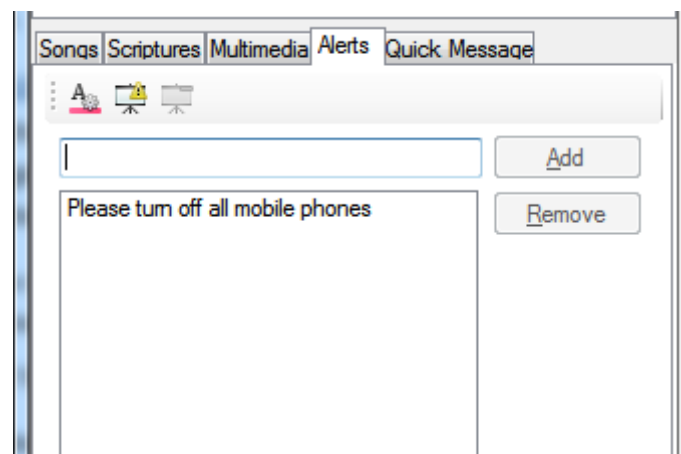 Songs Scriptures Multimedia Alerts Quick Message
A
Add
Please turn off all mobile phones
Remove